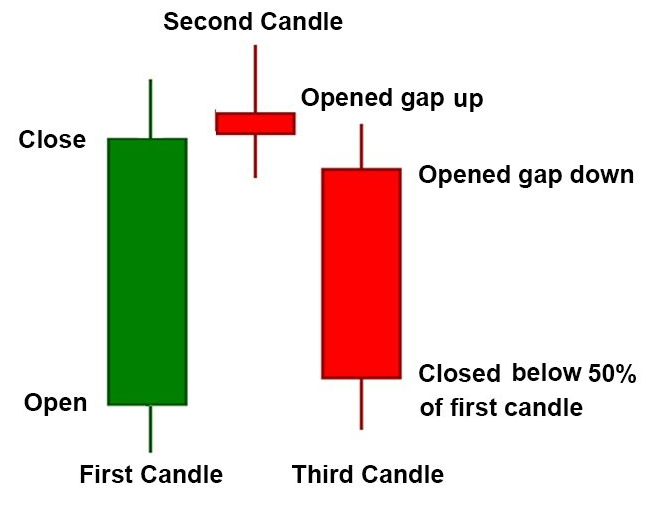 Second Candle
Opened gap up
Close
Opened gap down
Closed below 50%
of first candle
Open
First Candle
Third Candle